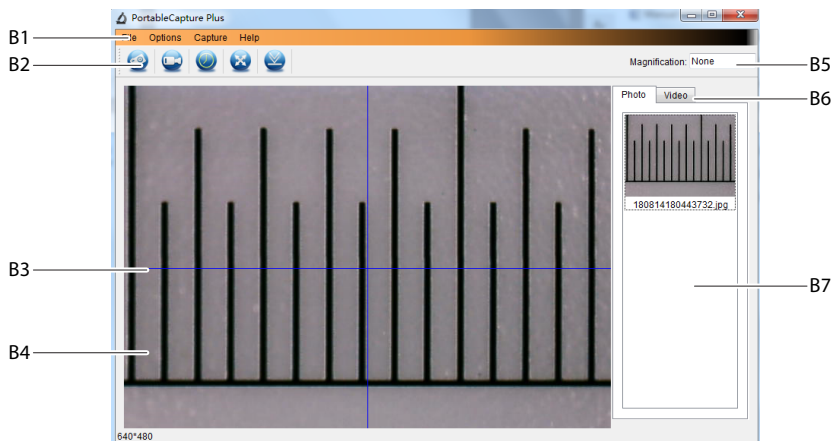 PortableCapture Plus
B1
File Options Capture Help
B2
Magnification: None
B5
Photo Video
B6
180814180443732.jpg
B3
B7
B4
640*480